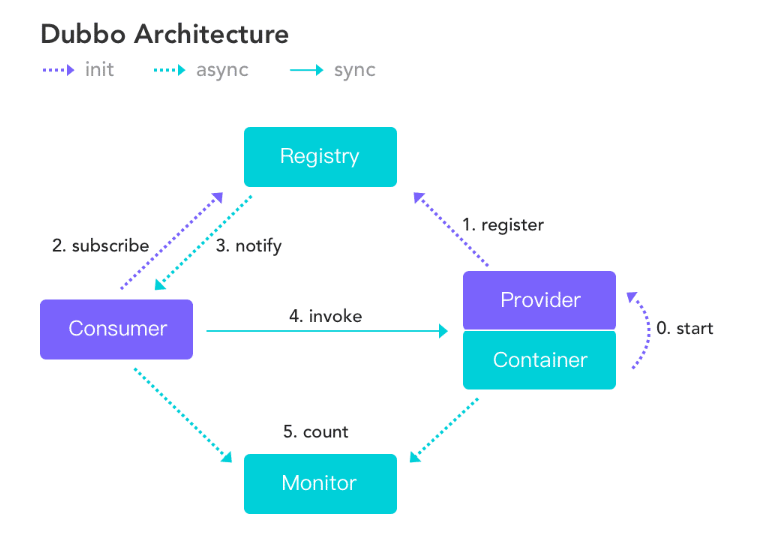 Dubbo Architecture
init async sync
Registry
1. register
2. subscribe 3. notify
Provider
Consumer
4. invoke
0. start
Container
5. count
Monitor